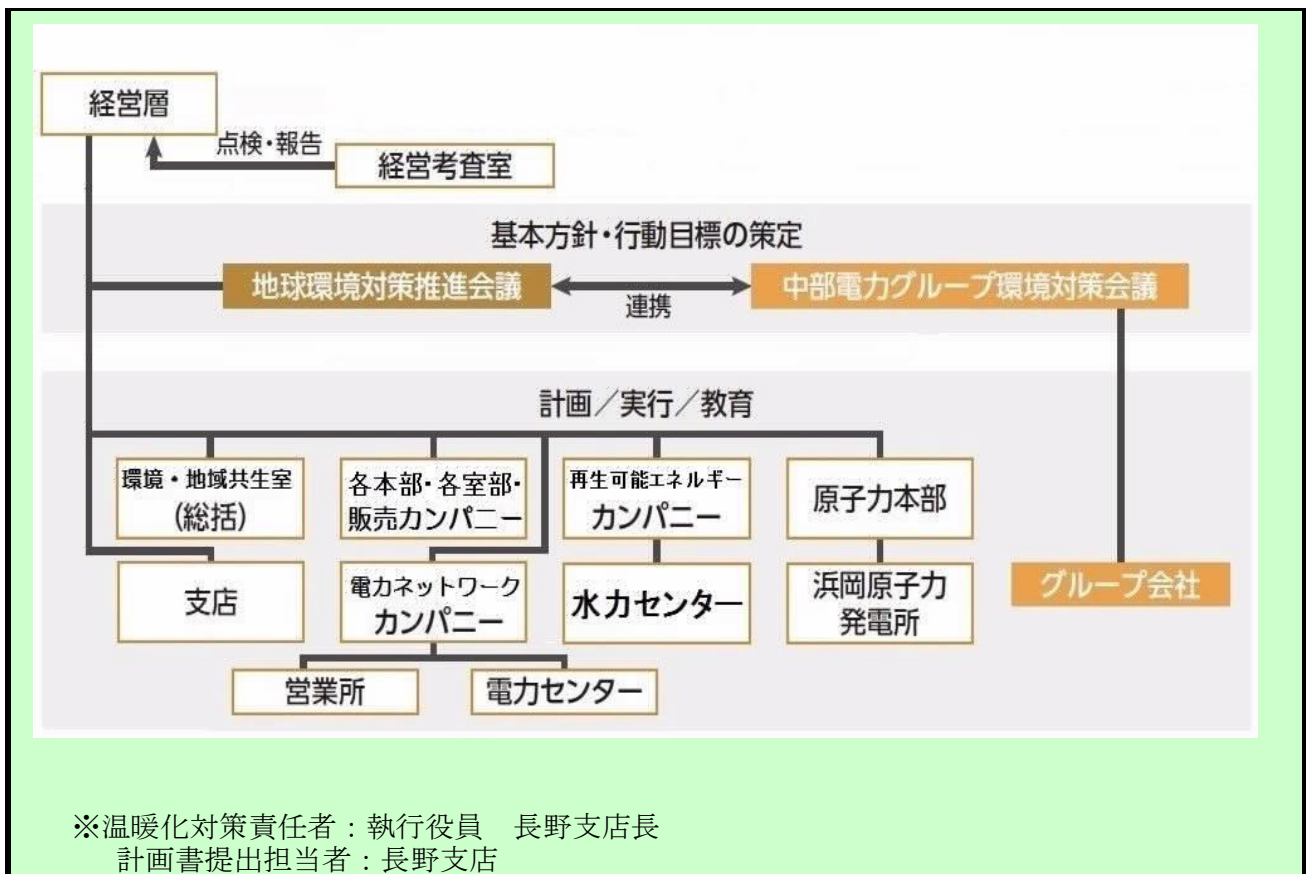 経営層
点検・報告
経営考査室
基本方針・行動目標の策定
地球環境対策推進会議
中部電力グループ環境対策会議
連携
計画／実行／教育
環境・地域共生室
(総括)
各本部・各室部・
販売カンパニー
再生可能エネルギー
カンパニー
原子力本部
支店
電力ネットワーク
カンパニー
水力センター
浜岡原子力
発電所
グループ会社
営業所
電力センター
※温暖化対策責任者：執行役員　長野支店長
計画書提出担当者：長野支店